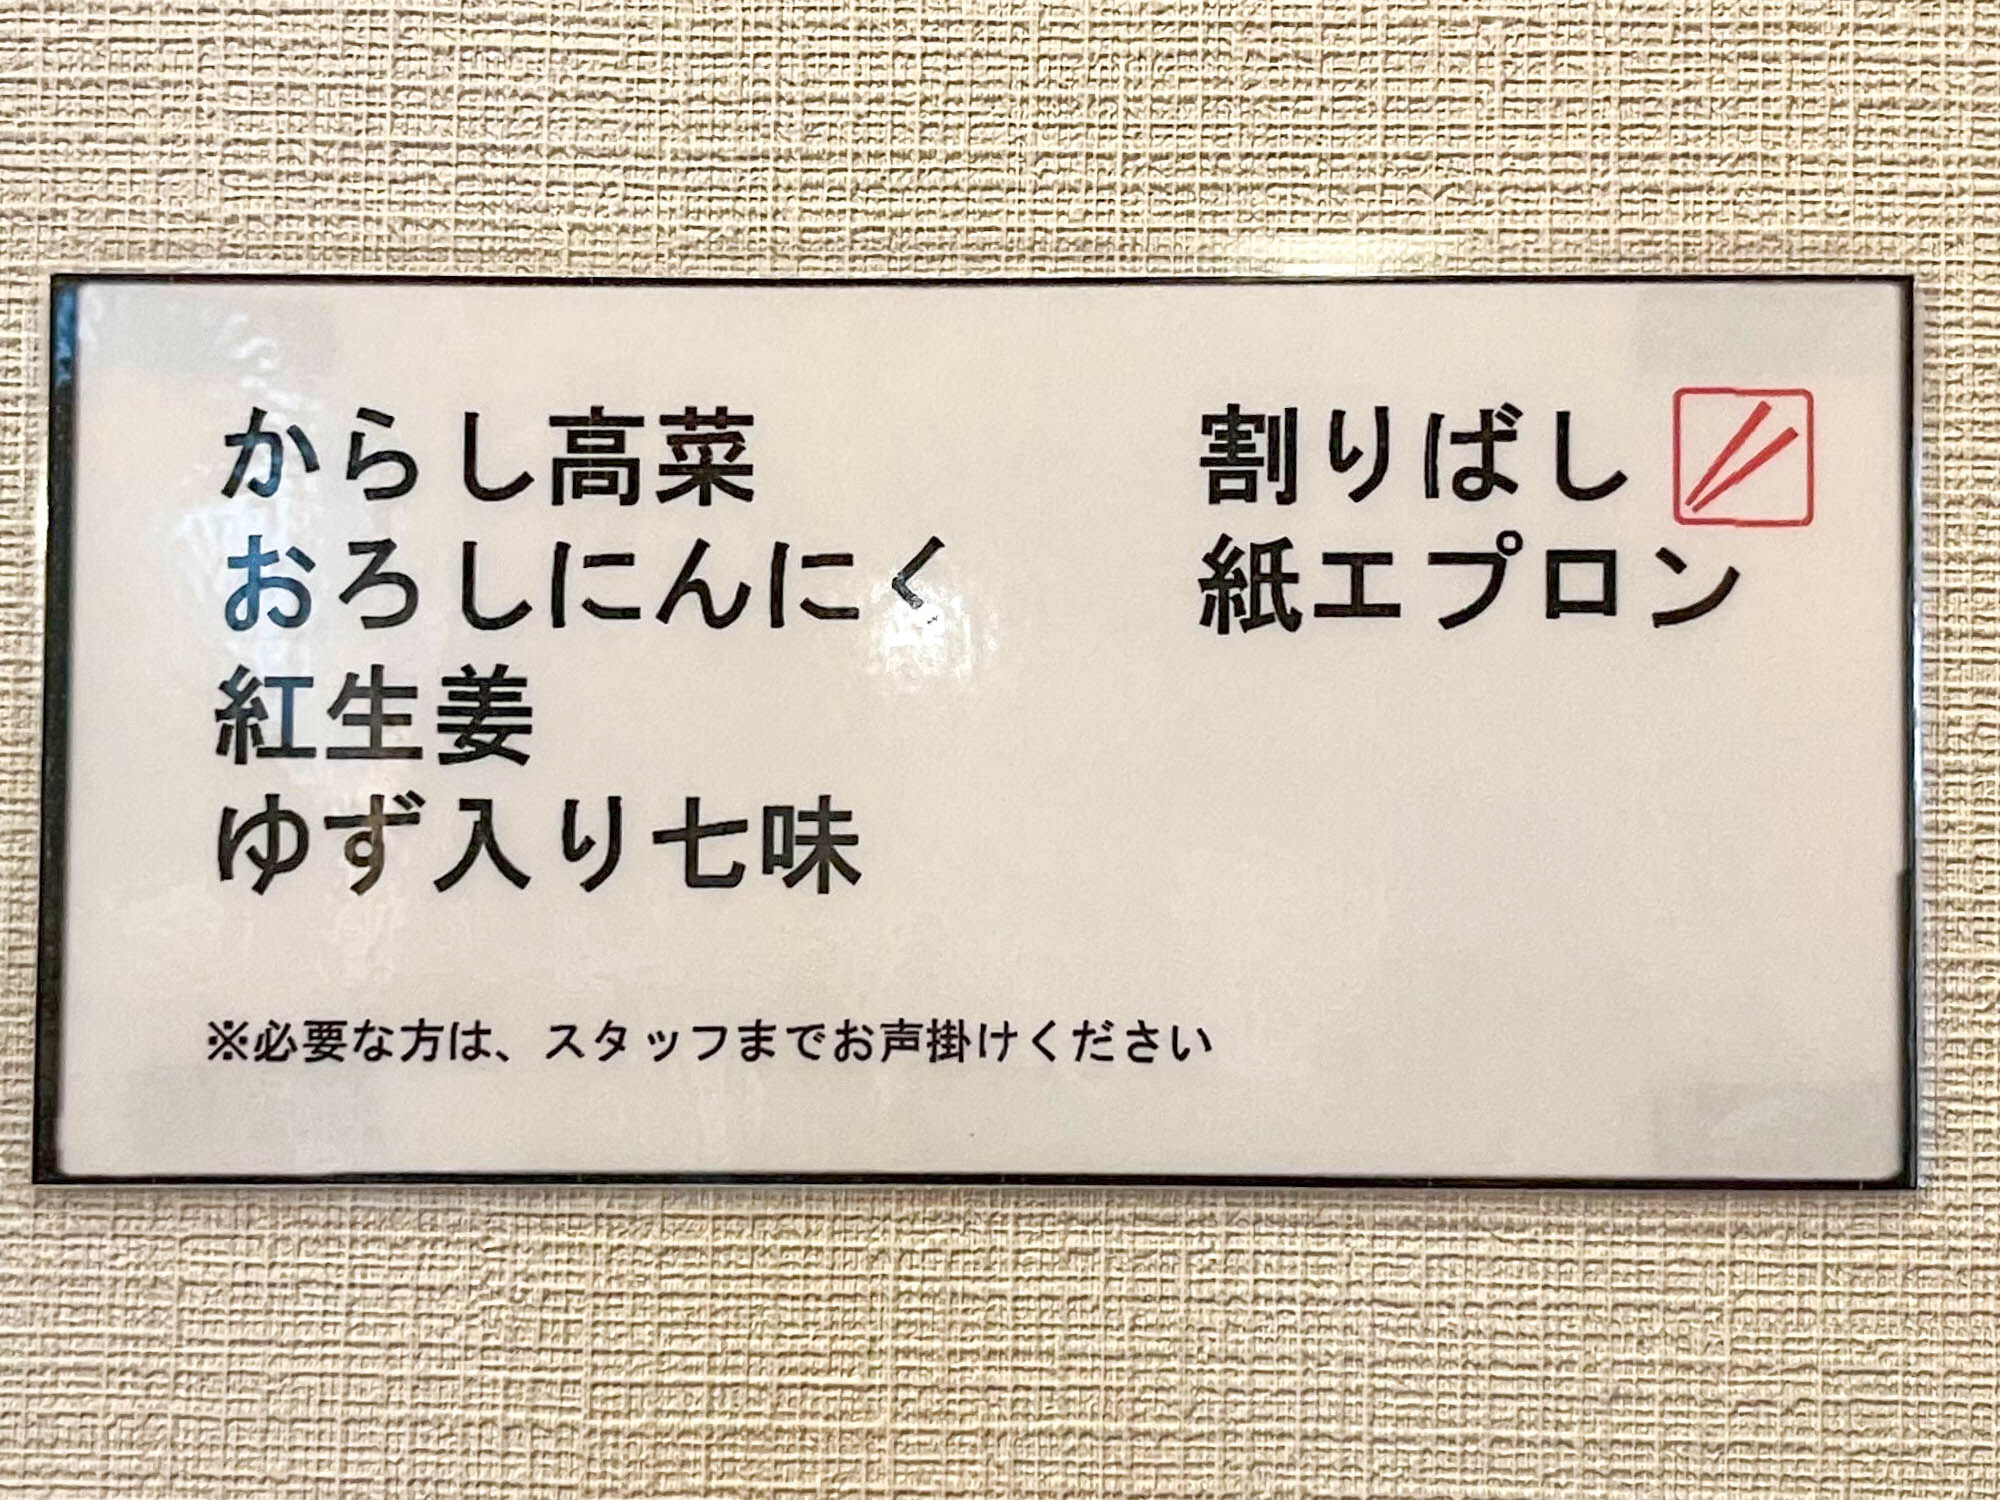 からし高菜
おろしにんにく
紅生姜
ゆず入り七味
割りばし
紙エプロン
※必要な方は、スタッフまでお声掛けください